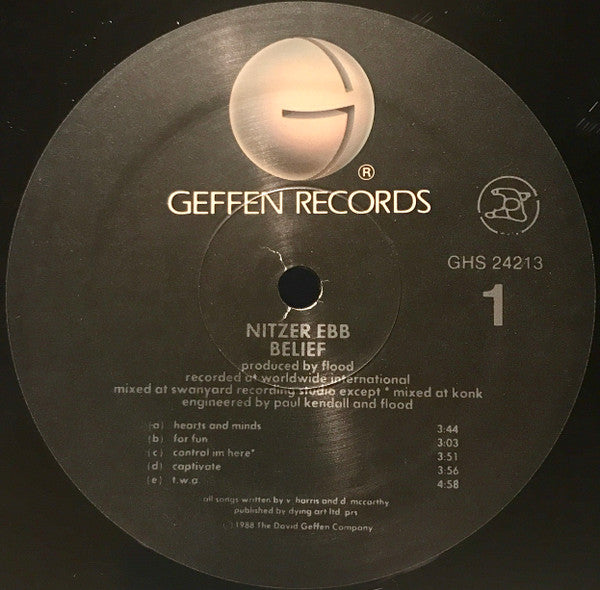 G
®
GEFFEN RECORDS
GHS 24213
1
NITZER EBB
BELIEF
produced by flood
recorded at worldwide international
mixed at swanyard recording studio except * mixed at konk
engineered by paul kendall and flood
(a) hearts and minds 3:44
(b) for fun 3:03
(c) control im here* 3:51
(d) captivate 3:56
(e) t.w.a. 4:58
all songs written by v. harris and d. mccarthy
published by dying art ltd. prs
1988 The David Geffen Company